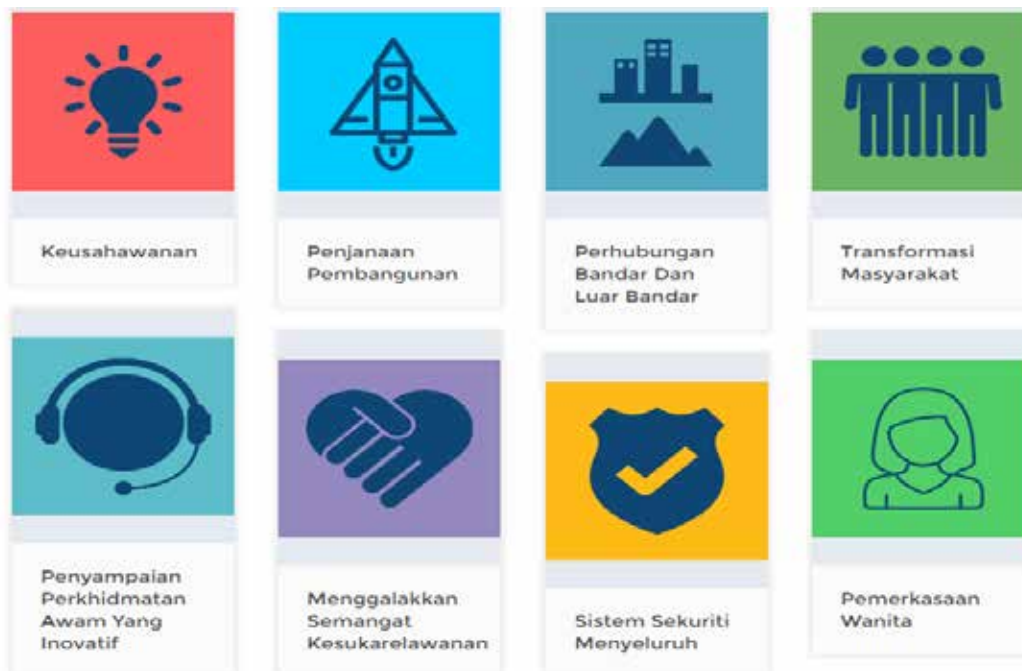 Keusahawanan
Penjanaan
Pembangunan
Perhubungan
Bandar Dan
Luar Bandar
Transformasi
Masyarakat
Penyampaian
Perkhidmatan
Awam Yang
Inovatif
Menggalakkan
Semangat
Kesukarelawanan
Sistem Sekuriti
Menyeluruh
Pemerkasaan
Wanita